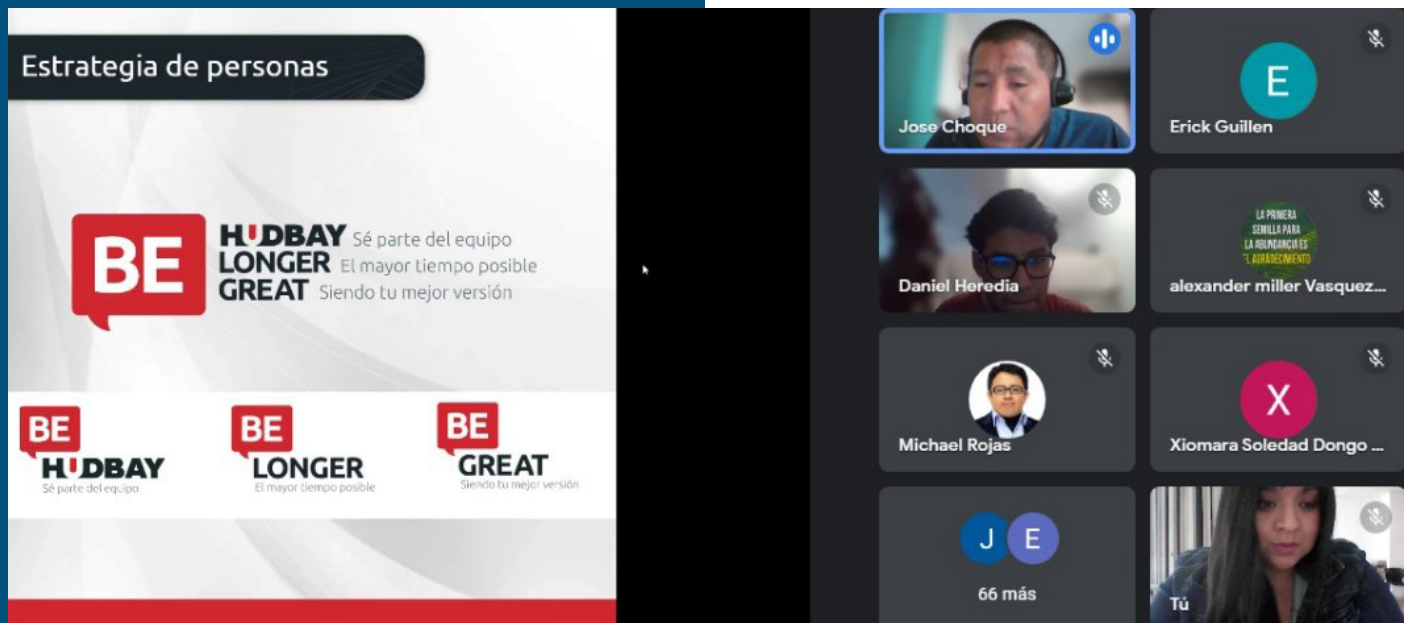 Estrategia de personas
BE
HUDBAY Sé parte del equipo
LONGER El mayor tiempo posible
GREAT Siendo tu mejor versión
BE
HUDBAY
Sé parte del equipo
BE
LONGER
El mayor tiempo posible
BE
GREAT
Siendo tu mejor versión
Jose Choque
E
Erick Guillen
Daniel Heredia
LA PRIMERA
SEMILLA PARA
LA ABUNDANCIA ES
EL AGRADECIMIENTO
alexander miller Vasquez...
Michael Rojas
X
Xiomara Soledad Dongo ...
J E
66 más
Tú